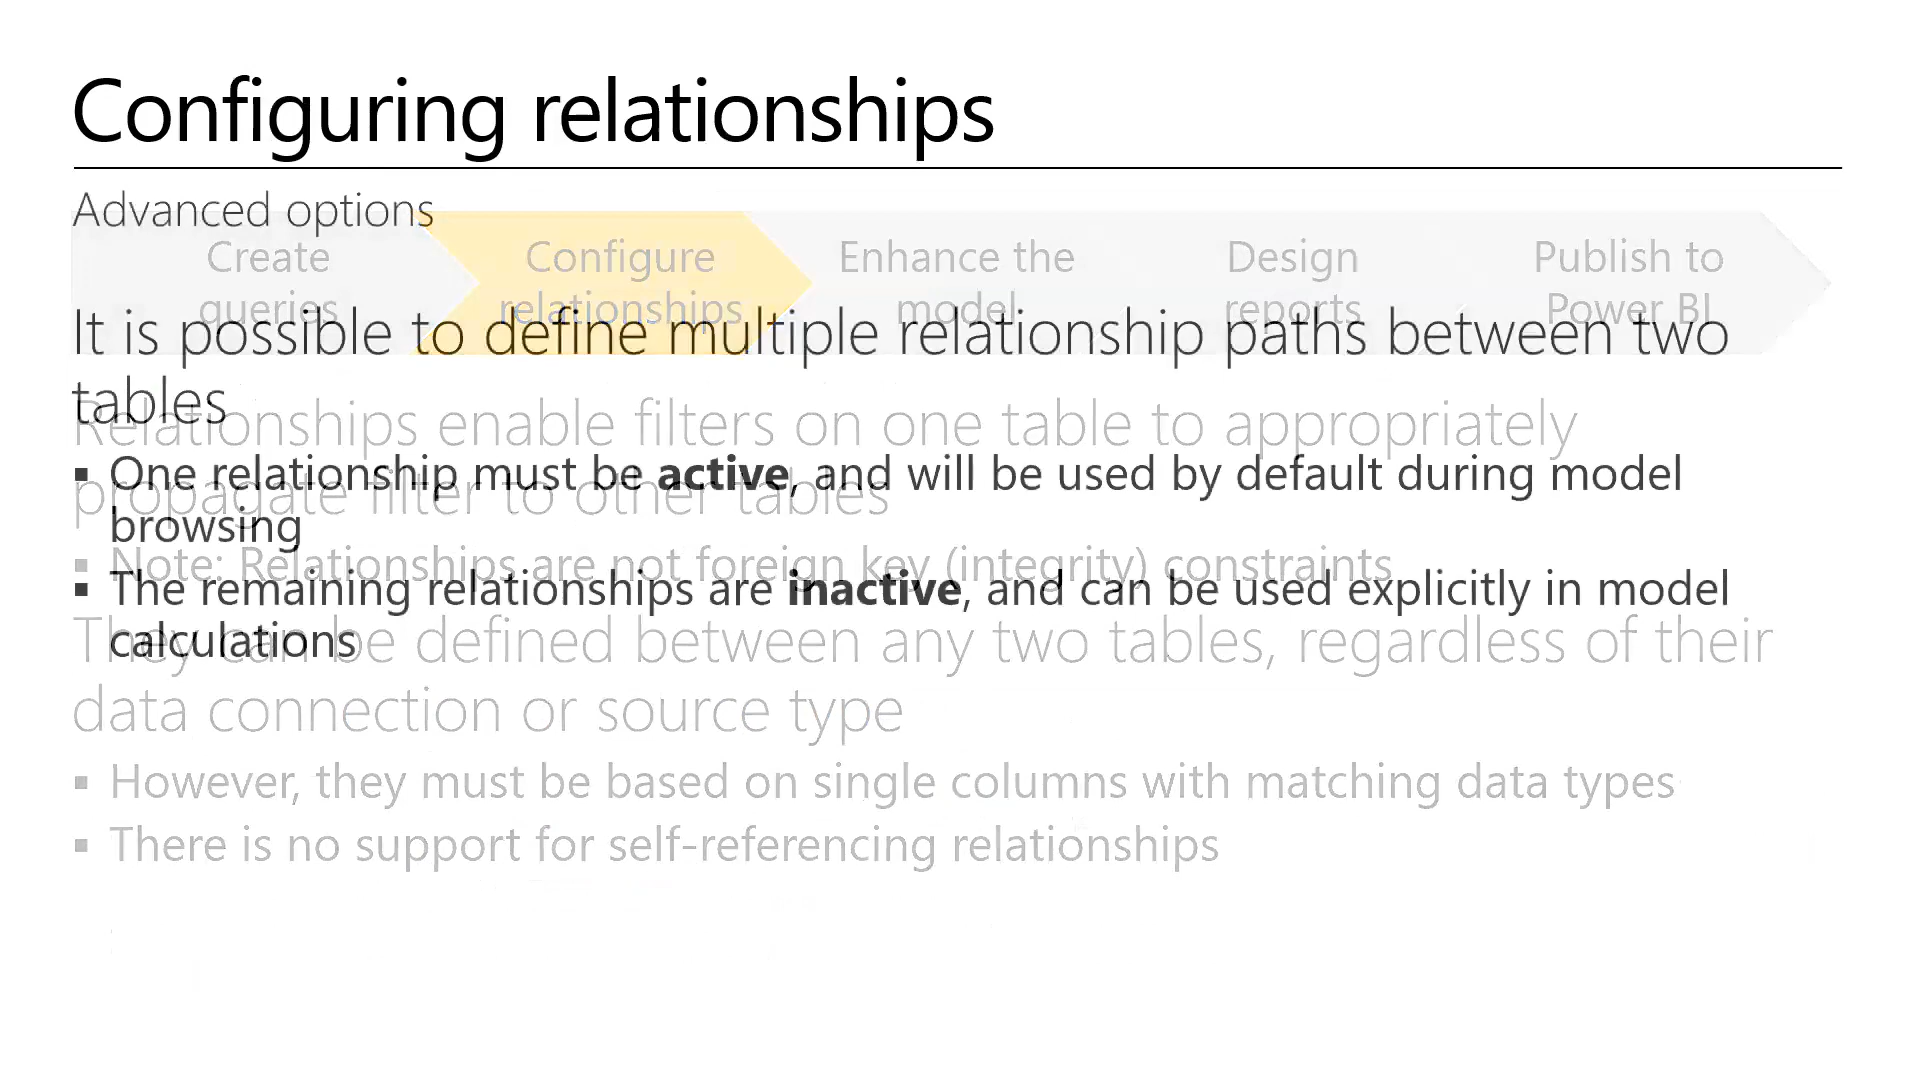 Configuring relationships
Advanced options
Create
queries
Configure
relationships
Enhance the
model
Design
reports
Publish to
Power BI
It is possible to define multiple relationship paths between two
tables
▪ One relationship must be active, and will be used by default during model
browsing
▪ The remaining relationships are inactive, and can be used explicitly in model
calculations
Relationships enable filters on one table to appropriately
propagate filter to other tables
▪ Note: Relationships are not foreign key (integrity) constraints
They can be defined between any two tables, regardless of their
data connection or source type
▪ However, they must be based on single columns with matching data types
▪ There is no support for self-referencing relationships